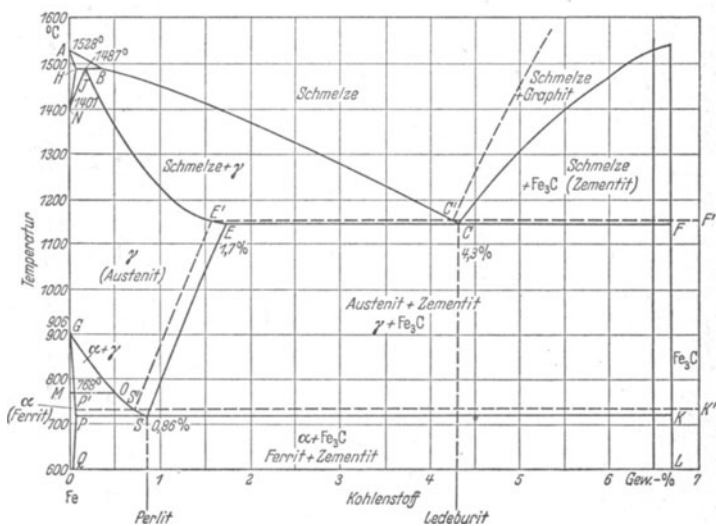 1600
°C
1500
1400
1300
1200
1100
1000
906
900
800
700
600
Temperatur
A
1528°
1487°
H
J
B
1401
N
Schmelze
Schmelze
+Graphit
Schmelze
+Fe₃C (Zementit)
Schmelze+γ
E'
E
1,7%
C'
C
4,3%
F'
F
γ
(Austenit)
Austenit+Zementit
γ+Fe₃C
G
α+γ
M
768°
O
S'
S
0,86%
P'
P
α
(Ferrit)
Q
Fe₃C
K'
K
L
α+Fe₃C
Ferrit+Zementit
0
1
2
3
4
5
6
Gew.-%
7
Fe
Kohlenstoff
Perlit
Ledeburit